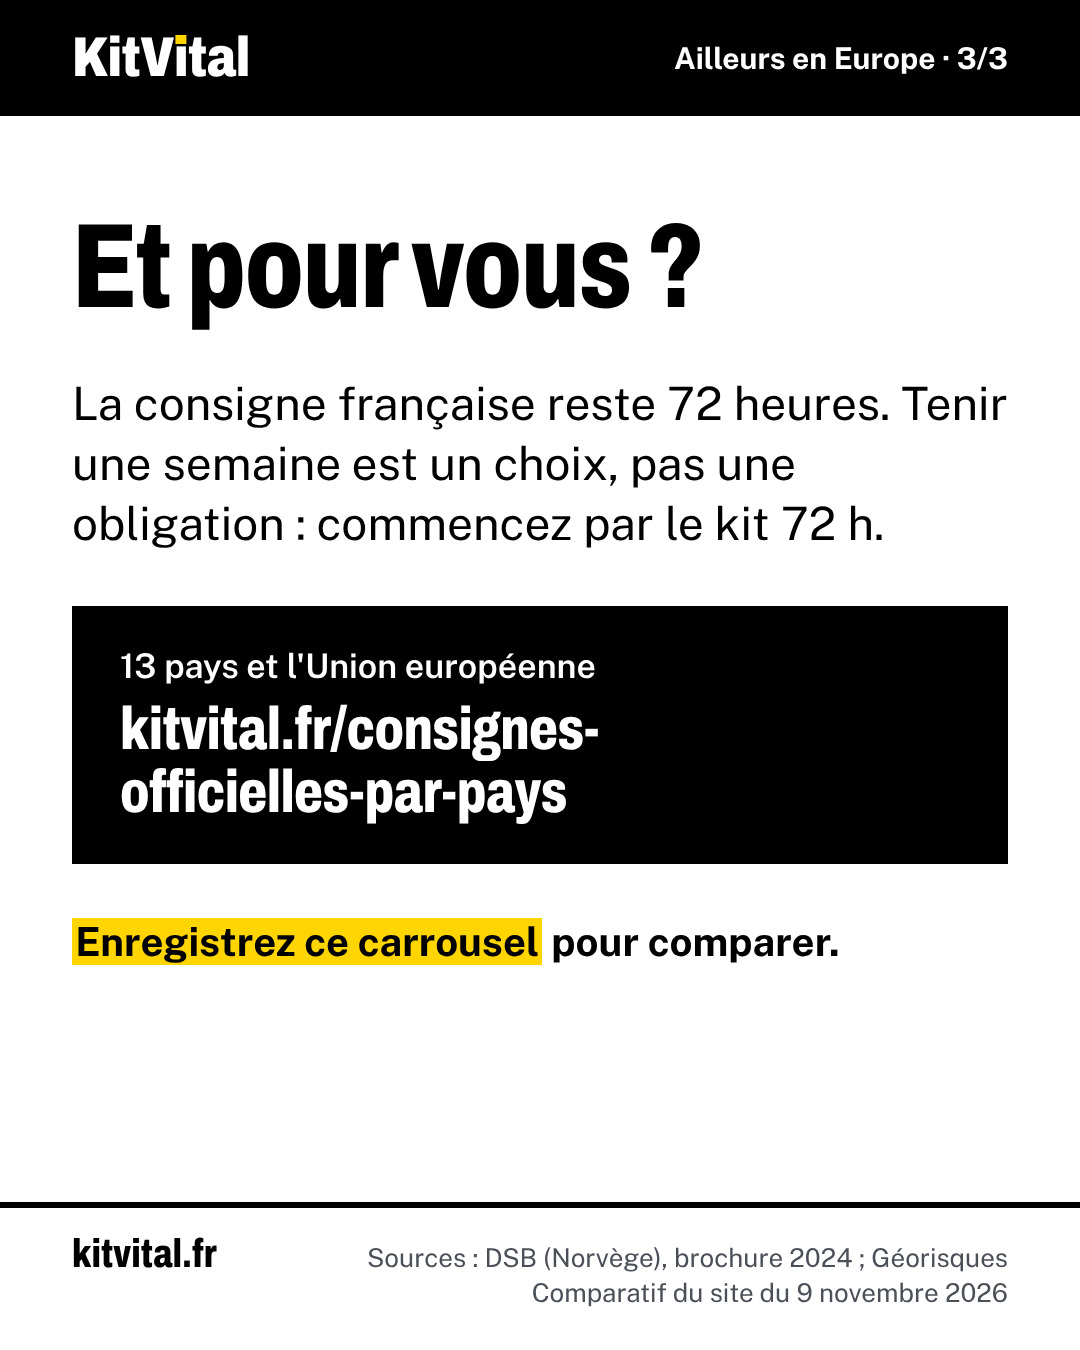 KitVital
Ailleurs en Europe · 3/3
Et pour vous ?
La consigne française reste 72 heures. Tenir
une semaine est un choix, pas une
obligation : commencez par le kit 72 h.
13 pays et l'Union européenne
kitvital.fr/consignes-
officielles-par-pays
Enregistrez ce carrousel pour comparer.
kitvital.fr
Sources : DSB (Norvège), brochure 2024 ; Géorisques
Comparatif du site du 9 novembre 2026